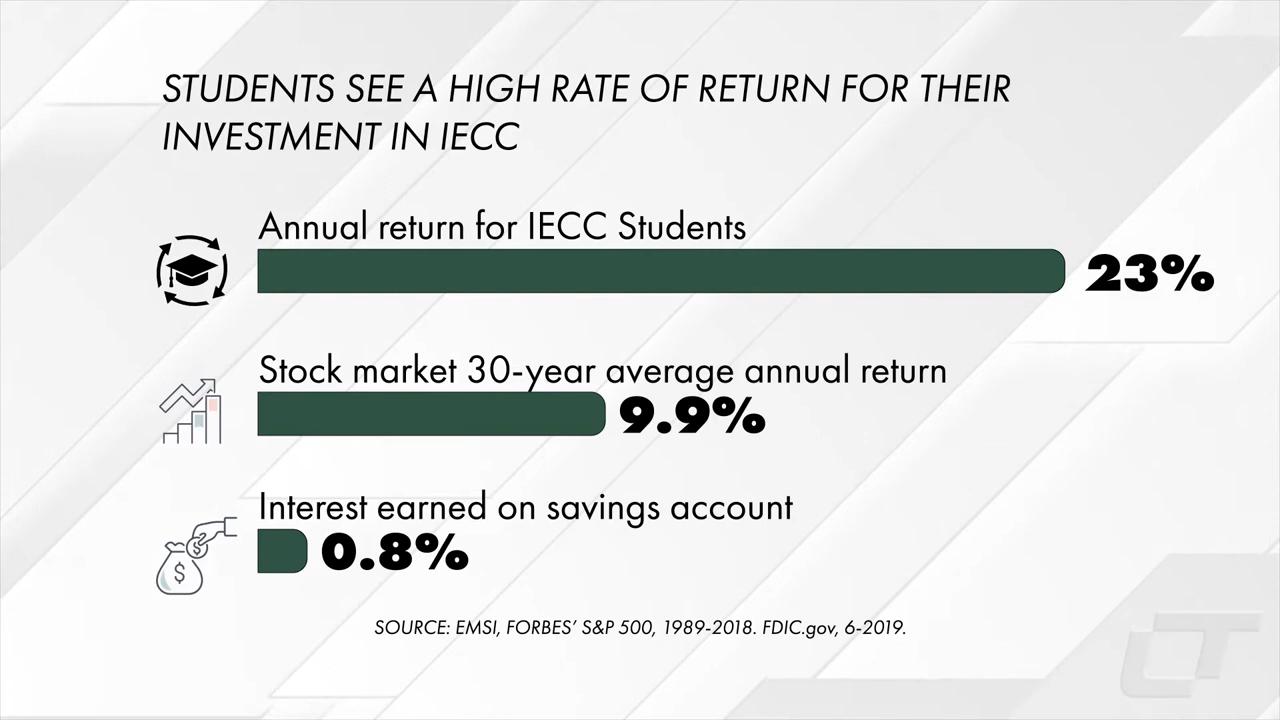 STUDENTS SEE A HIGH RATE OF RETURN FOR THEIR
INVESTMENT IN IECC
Annual return for IECC Students
23%
Stock market 30-year average annual return
9.9%
Interest earned on savings account
$
$
0.8%
SOURCE: EMSI, FORBES’ S&P 500, 1989-2018. FDIC.gov, 6-2019.
CT